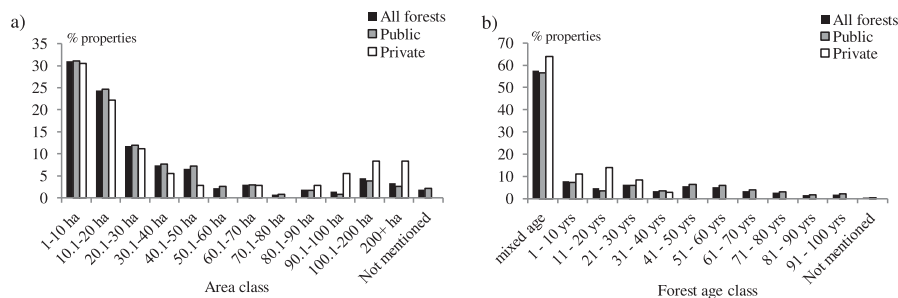 a)
% properties
All forests
Public
Private
35
30
25
20
15
10
5
0
1-10 ha
10.1-20 ha
20.1-30 ha
30.1-40 ha
40.1-50 ha
50.1-60 ha
60.1-70 ha
70.1-80 ha
80.1-90 ha
90.1-100 ha
100.1-200 ha
200+ ha
Not mentioned
Area class
b)
% properties
All forests
Public
Private
70
60
50
40
30
20
10
0
mixed age
1 - 10 yrs
11 - 20 yrs
21 - 30 yrs
31 - 40 yrs
41 - 50 yrs
51 - 60 yrs
61 - 70 yrs
71 - 80 yrs
81 - 90 yrs
91 - 100 yrs
Not mentioned
Forest age class